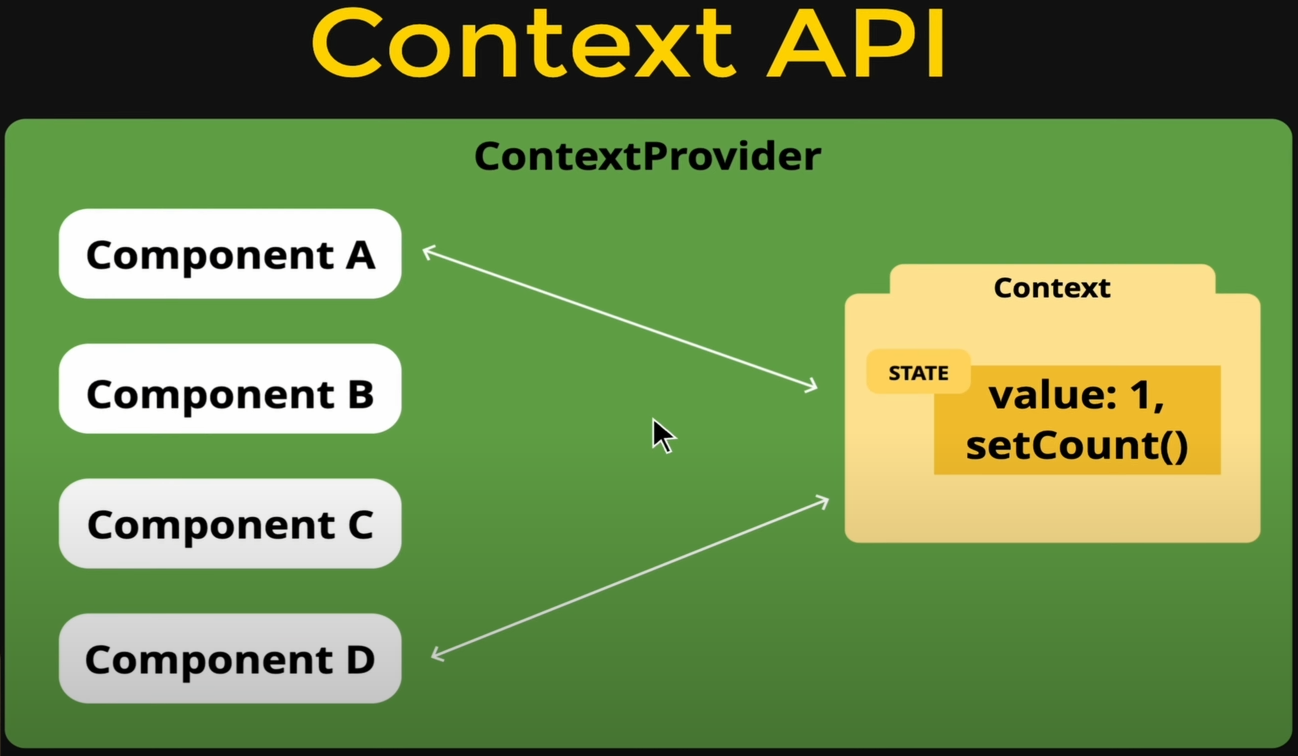 Context API
ContextProvider
Component A
Component B
Component C
Component D
Context
STATE
value: 1,
setCount()